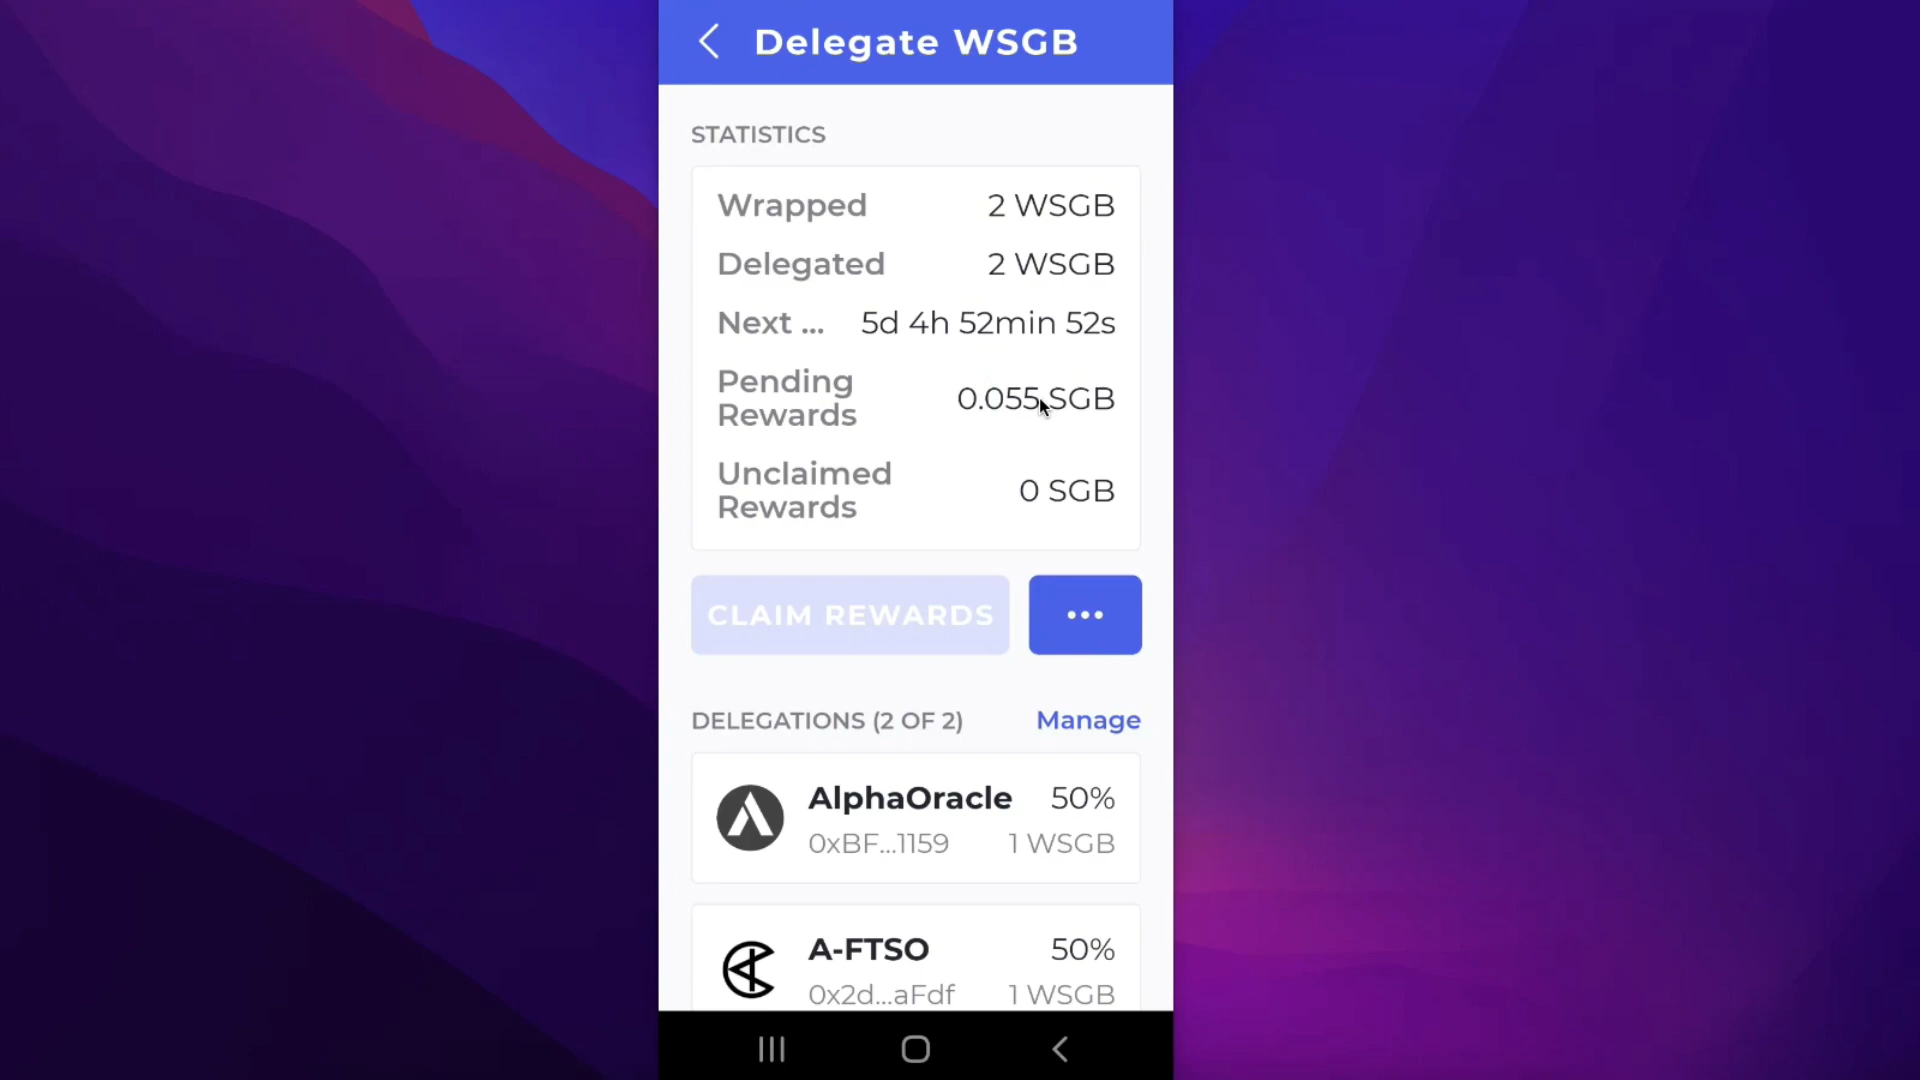 Delegate WSGB
STATISTICS
Wrapped 2 WSGB
Delegated 2 WSGB
Next ... 5d 4h 52min 52s
Pending
Rewards 0.055 SGB
Unclaimed
Rewards 0 SGB
CLAIM REWARDS ...
DELEGATIONS (2 OF 2) Manage
AlphaOracle 50%
0xBF...1159 1 WSGB
A-FTSO 50%
0x2d...aFdf 1 WSGB